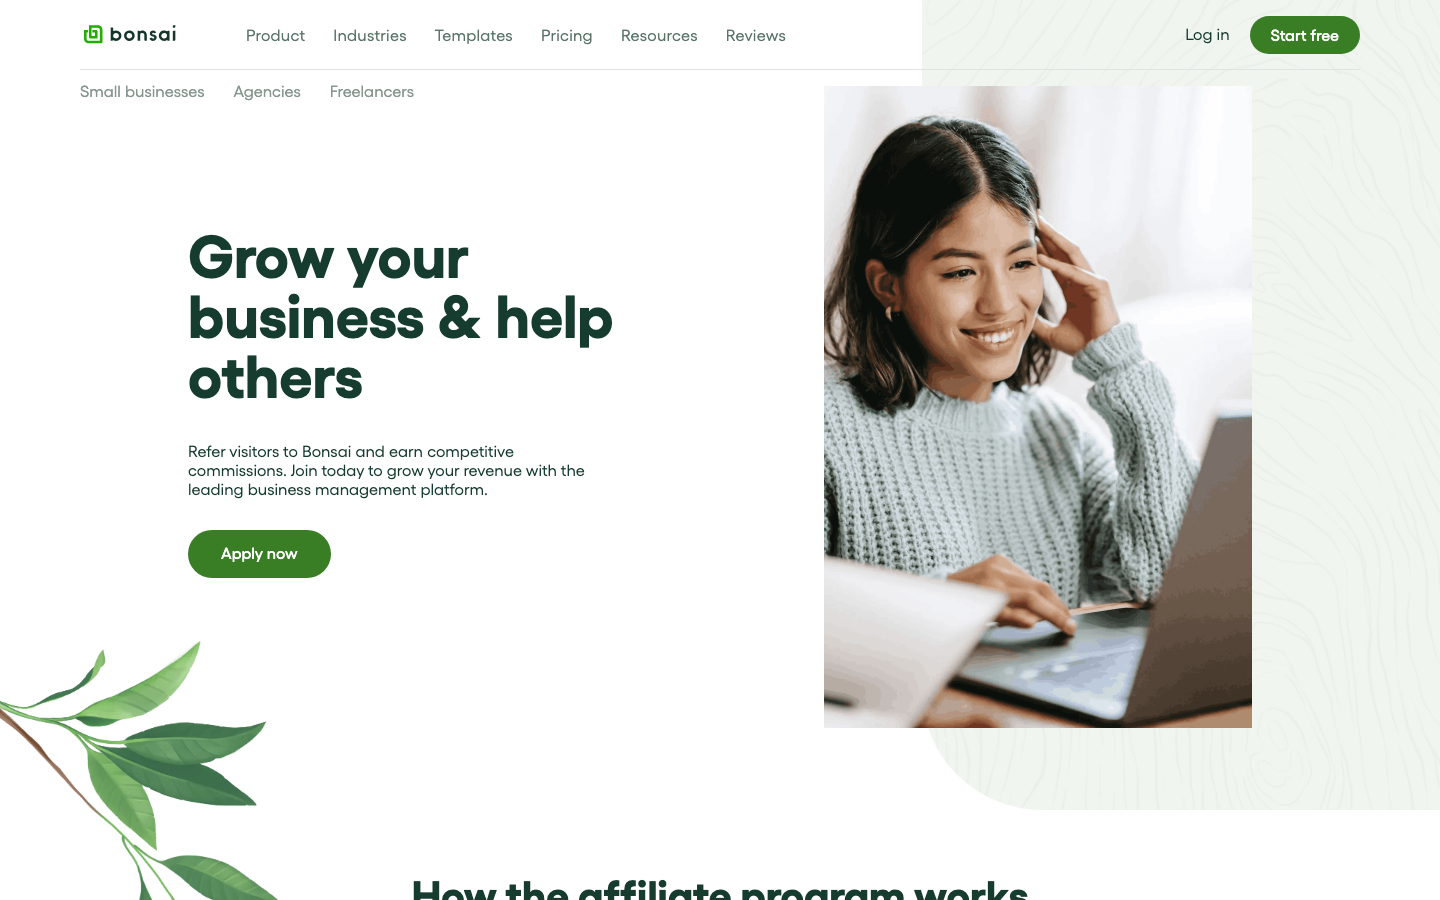 bonsai
Product
Industries
Templates
Pricing
Resources
Reviews
Log in
Start free
Small businesses
Agencies
Freelancers
Grow your
business & help
others
Refer visitors to Bonsai and earn competitive
commissions. Join today to grow your revenue with the
leading business management platform.
Apply now
How the affiliate program works